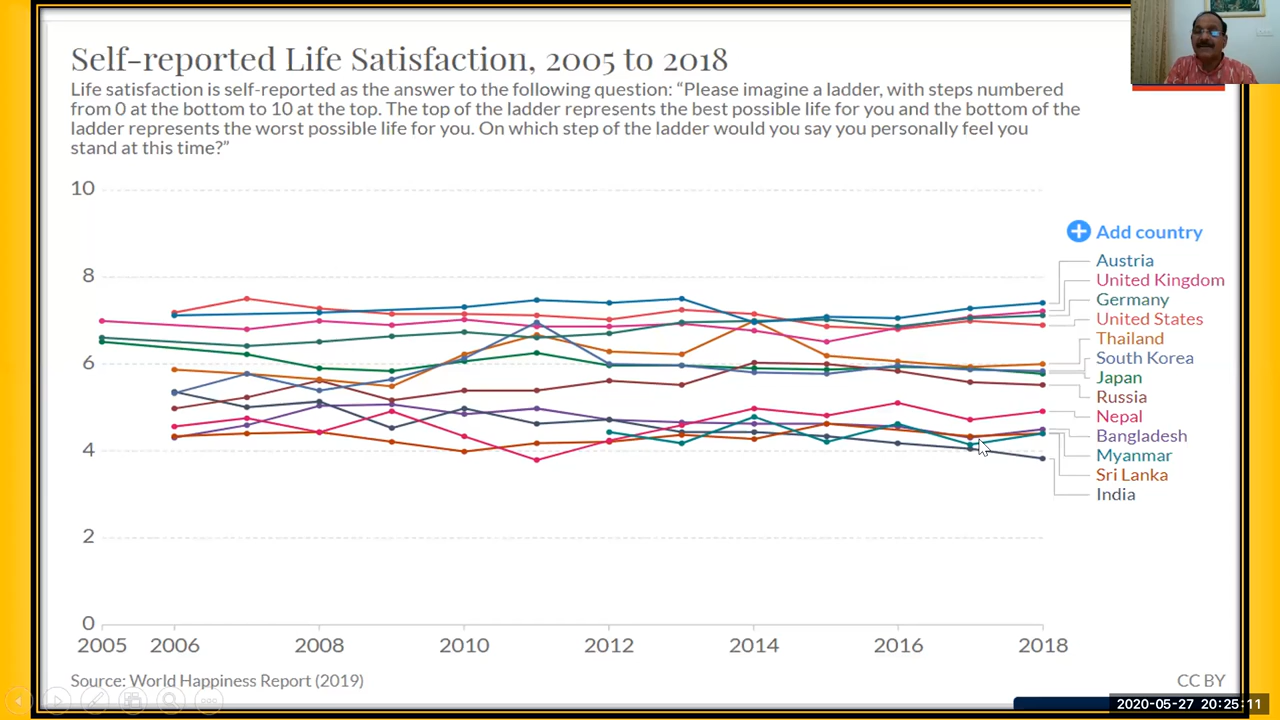 Self-reported Life Satisfaction, 2005 to 2018
Life satisfaction is self-reported as the answer to the following question: “Please imagine a ladder, with steps numbered
from 0 at the bottom to 10 at the top. The top of the ladder represents the best possible life for you and the bottom of the
ladder represents the worst possible life for you. On which step of the ladder would you say you personally feel you
stand at this time?”
10
8
6
4
2
0
2005
2006
2008
2010
2012
2014
2016
2018
Add country
Austria
United Kingdom
Germany
United States
Thailand
South Korea
Japan
Russia
Nepal
Bangladesh
Myanmar
Sri Lanka
India
Source: World Happiness Report (2019)
CC BY
2020-05-27 20:25:11